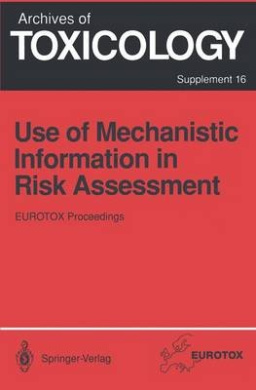 Archives of
TOXICOLOGY
Supplement 16
Use of Mechanistic
Information in
Risk Assessment
EUROTOX Proceedings
Springer-Verlag
EUROTOX